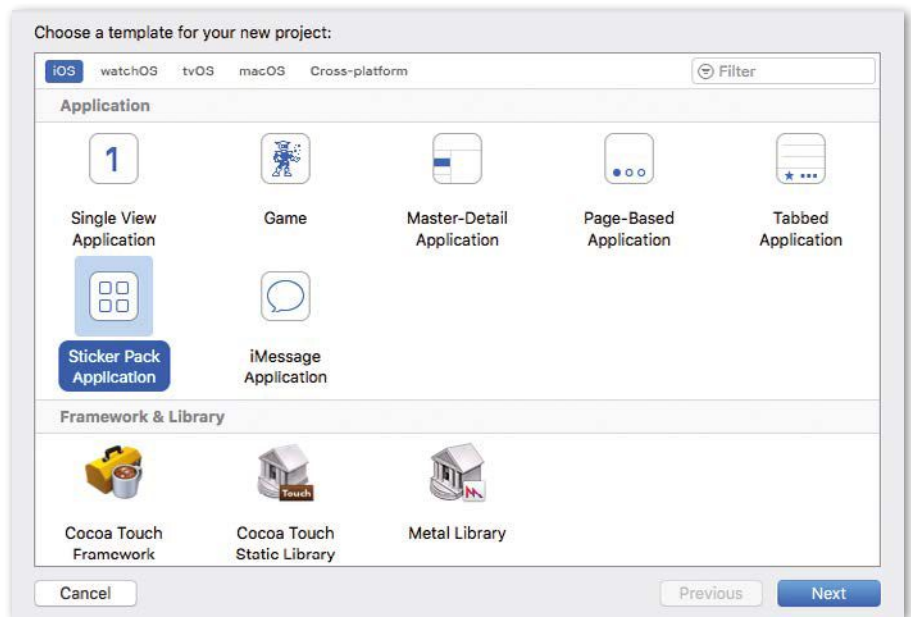 Choose a template for your new project:
iOS watchOS tvOS macOS Cross-platform Filter
Application
1
Single View Application
Game
Master-Detail Application
Page-Based Application
Tabbed Application
Sticker Pack Application
iMessage Application
Framework & Library
Touch
Cocoa Touch Framework
Cocoa Touch Static Library
Metal Library
Cancel Previous Next